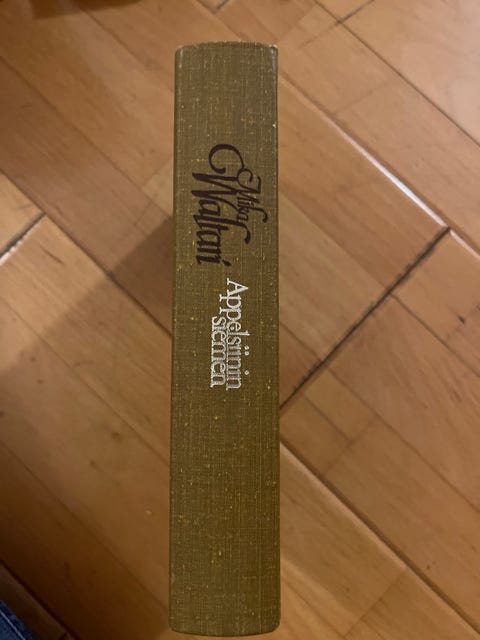 Mika
Waltari
Appelsiinin
siemen